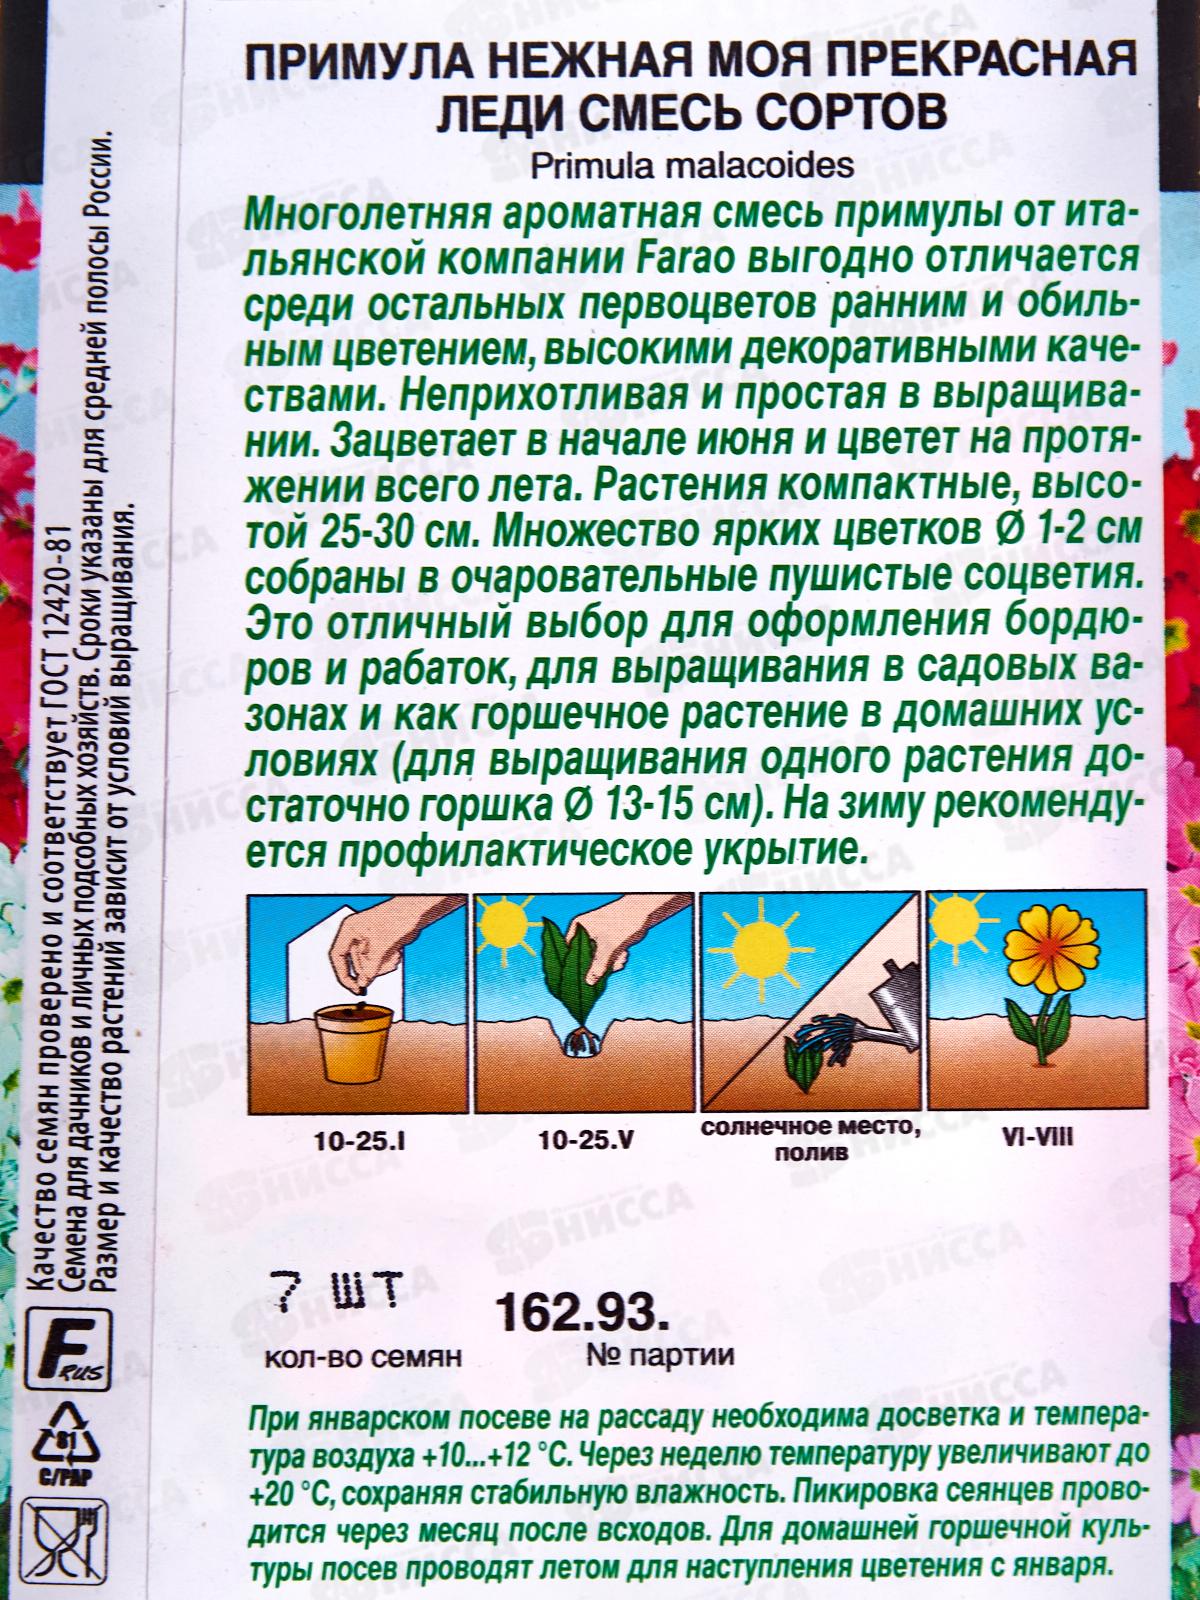 ПРИМУЛА НЕЖНАЯ МОЯ ПРЕКРАСНАЯ
ЛЕДИ СМЕСЬ СОРТОВ
Primula malacoides
Многолетняя ароматная смесь примулы от ита-
льянской компании Farao выгодно отличается
среди остальных первоцветов ранним и обиль-
ным цветением, высокими декоративными каче-
ствами. Неприхотливая и простая в выращива-
нии. Зацветает в начале июня и цветет на протя-
жении всего лета. Растения компактные, высо-
той 25-30 см. Множество ярких цветков Ø 1-2 см
собраны в очаровательные пушистые соцветия.
Это отличный выбор для оформления бордю-
ров и рабаток, для выращивания в садовых ва-
зонах и как горшечное растение в домашних ус-
ловиях (для выращивания одного растения до-
статочно горшка Ø 13-15 см). На зиму рекоменду-
ется профилактическое укрытие.
10-25.I
10-25.V
солнечное место,
полив
VI-VIII
7 ШТ
кол-во семян
162.93.
№ партии
При январском посеве на рассаду необходима досветка и темпера-
тура воздуха +10...+12 °C. Через неделю температуру увеличивают до
+20 °C, сохраняя стабильную влажность. Пикировка сеянцев прово-
дится через месяц после всходов. Для домашней горшечной куль-
туры посев проводят летом для наступления цветения с января.
Качество семян проверено и соответствует ГОСТ 12420-81
Семена для дачников и личных подсобных хозяйств. Сроки указаны для средней полосы России.
Размер и качество растений зависит от условий выращивания.
F RUS
81
C/PAP
НИССА